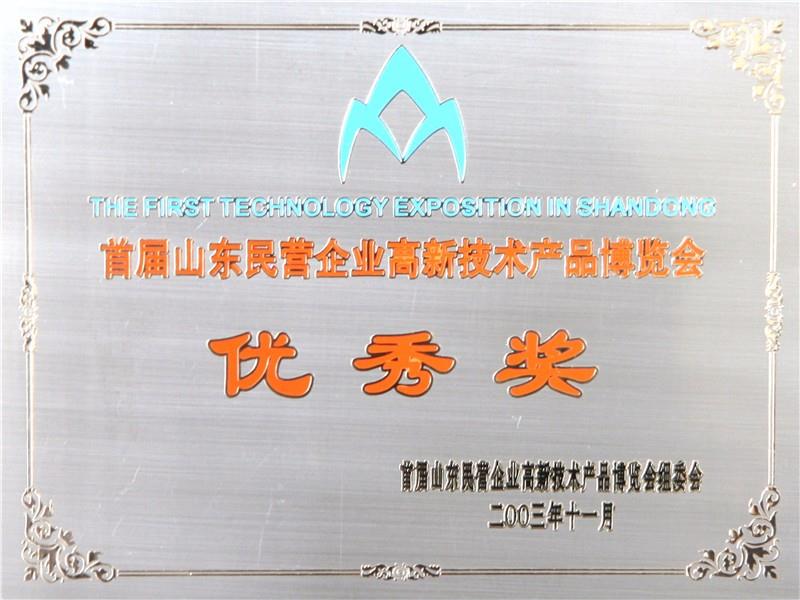 THE FIRST TECHNOLOGY EXPOSITION IN SHANDONG
首届山东民营企业高新技术产品博览会
优秀奖
首届山东民营企业高新技术产品博览会组委会
二OO三年十一月